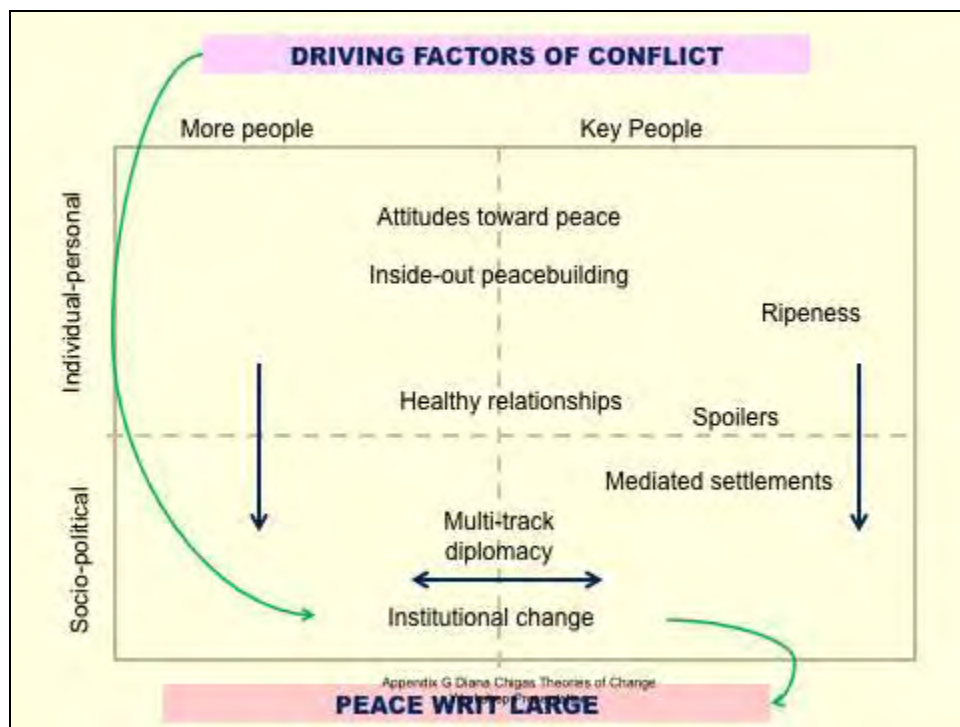 DRIVING FACTORS OF CONFLICT
More people
Key People
Individual-personal
Attitudes toward peace
Inside-out peacebuilding
Ripeness
Healthy relationships
Spoilers
Socio-political
Mediated settlements
Multi-track
diplomacy
Institutional change
Appendix G Diana Chigas Theories of Change
Workshop
PEACE WRIT LARGE